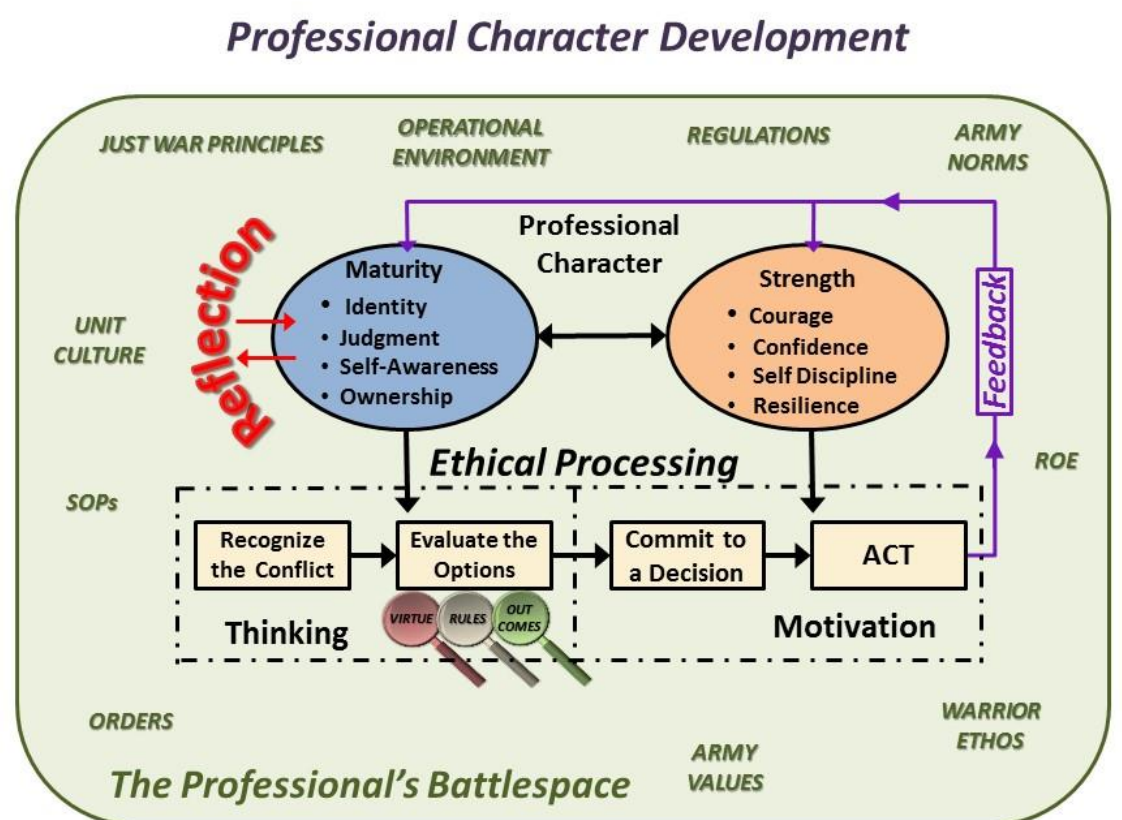 Professional Character Development
JUST WAR PRINCIPLES
OPERATIONAL
ENVIRONMENT
REGULATIONS
ARMY
NORMS
Professional
Character
Reflection
Maturity
• Identity
• Judgment
• Self-Awareness
• Ownership
Strength
• Courage
• Confidence
• Self Discipline
• Resilience
Feedback
UNIT
CULTURE
ROE
SOPs
Ethical Processing
Recognize
the Conflict
Evaluate the
Options
Commit to
a Decision
ACT
Thinking
VIRTUE
RULES
OUT
COMES
Motivation
ORDERS
WARRIOR
ETHOS
ARMY
VALUES
The Professional's Battlespace